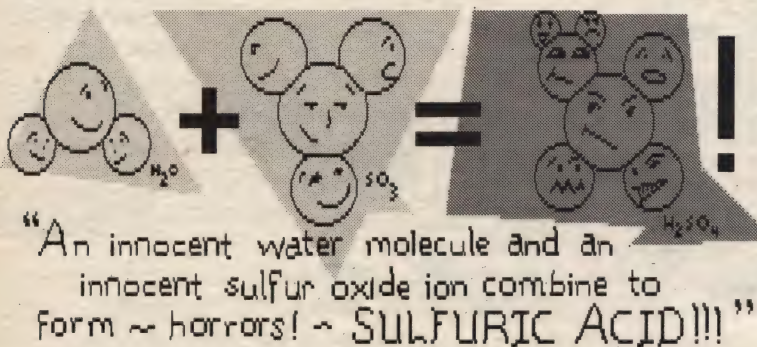 + = !
H₂O
SO₃
H₂SO₄
"An innocent water molecule and an
innocent sulfur oxide ion combine to
form ~ horrors! ~ SULFURIC ACID!!!"